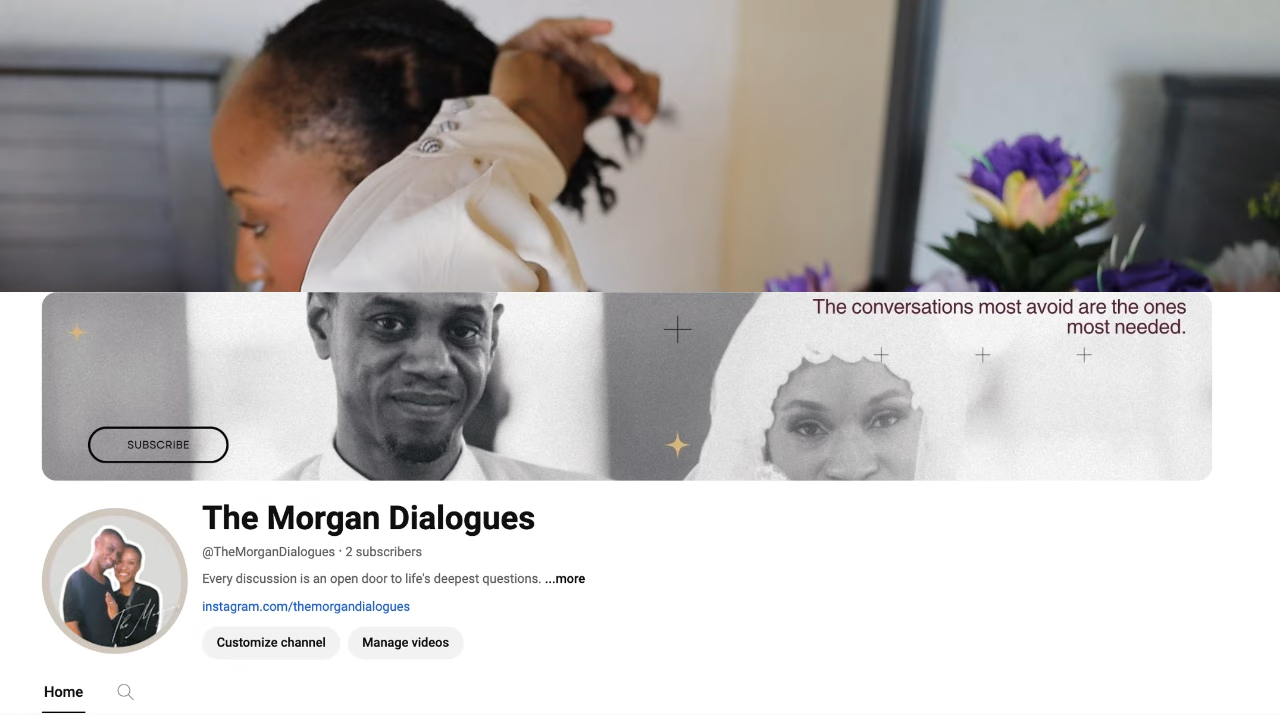 The conversations most avoid are the ones
most needed.
SUBSCRIBE
The Morgan Dialogues
@TheMorganDialogues · 2 subscribers
Every discussion is an open door to life's deepest questions. ...more
instagram.com/themorgandialogues
Customize channel Manage videos
Home